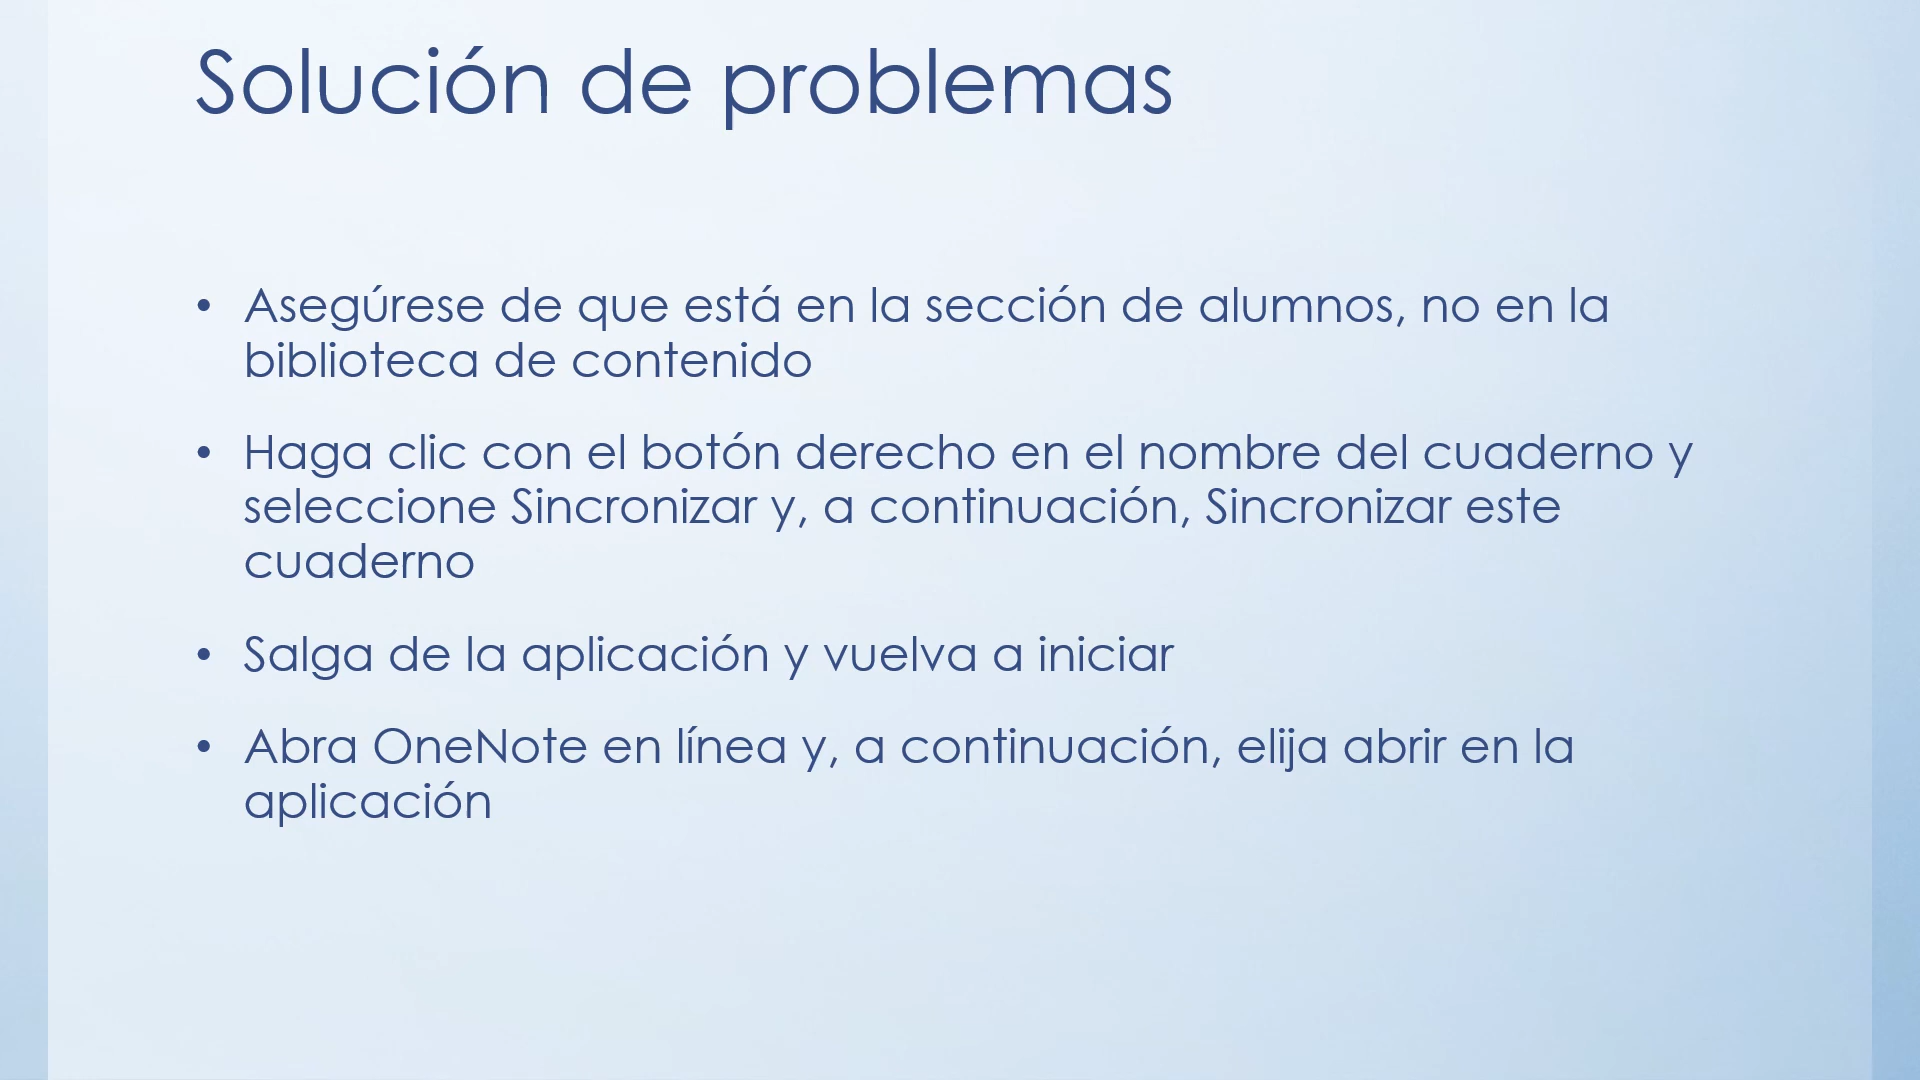 Solución de problemas
• Asegúrese de que está en la sección de alumnos, no en la
biblioteca de contenido
• Haga clic con el botón derecho en el nombre del cuaderno y
seleccione Sincronizar y, a continuación, Sincronizar este
cuaderno
• Salga de la aplicación y vuelva a iniciar
• Abra OneNote en línea y, a continuación, elija abrir en la
aplicación